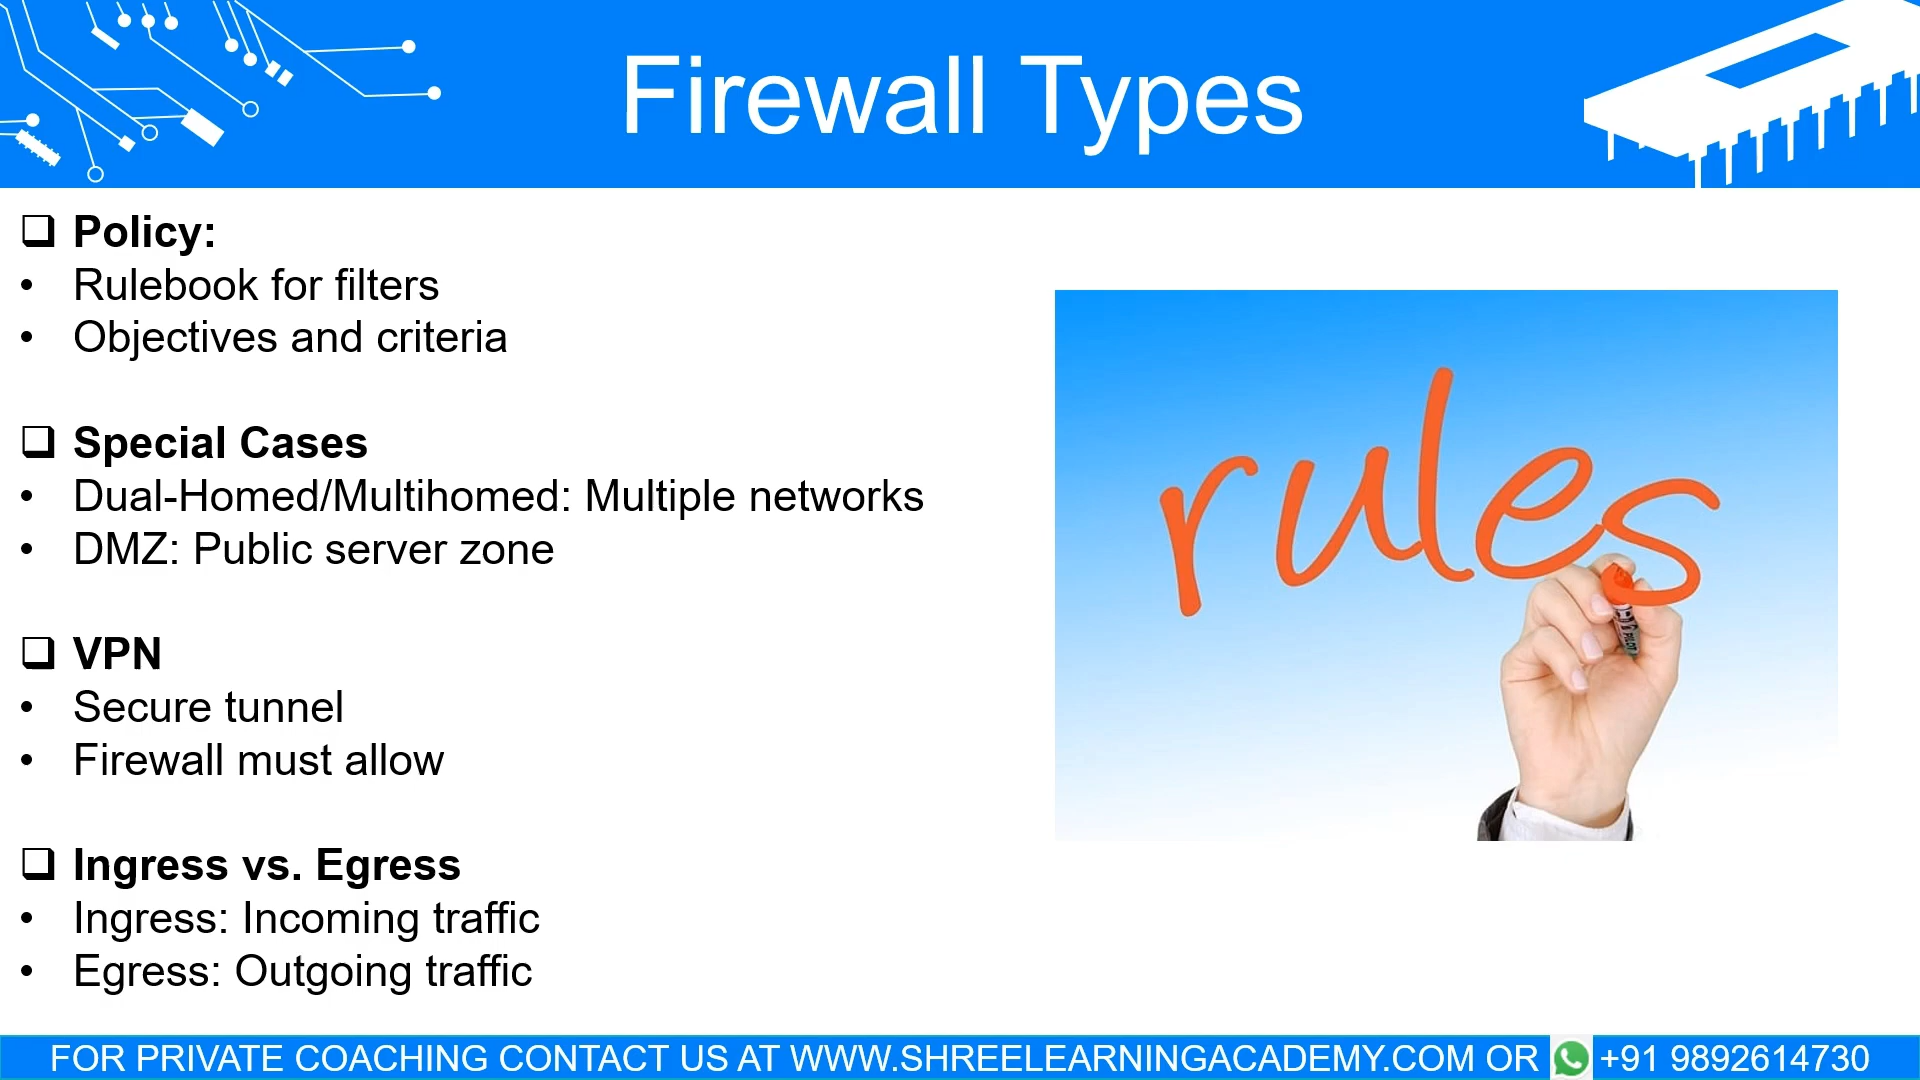 Firewall Types
❑ Policy:
• Rulebook for filters
• Objectives and criteria
❑ Special Cases
• Dual-Homed/Multihomed: Multiple networks
• DMZ: Public server zone
❑ VPN
• Secure tunnel
• Firewall must allow
❑ Ingress vs. Egress
• Ingress: Incoming traffic
• Egress: Outgoing traffic
rules
PILOT
FOR PRIVATE COACHING CONTACT US AT WWW.SHREELEARNINGACADEMY.COM OR +91 9892614730